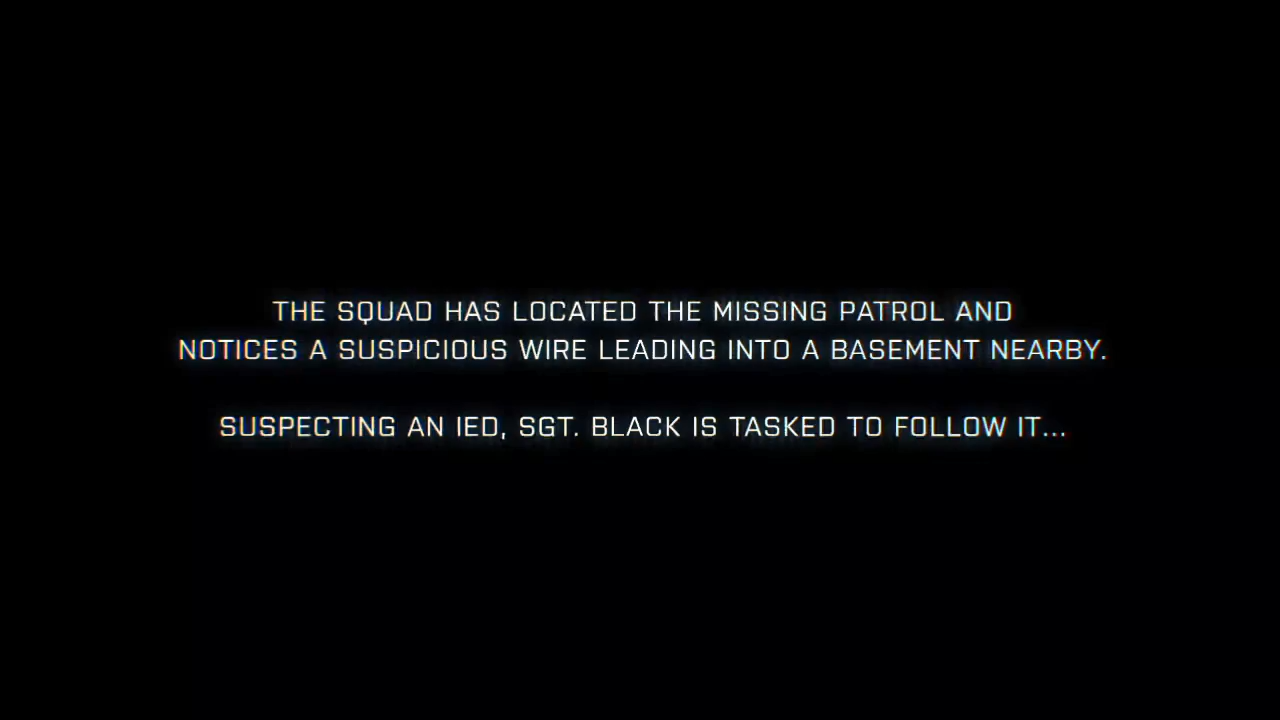 THE SQUAD HAS LOCATED THE MISSING PATROL AND
NOTICES A SUSPICIOUS WIRE LEADING INTO A BASEMENT NEARBY.
SUSPECTING AN IED, SGT. BLACK IS TASKED TO FOLLOW IT...